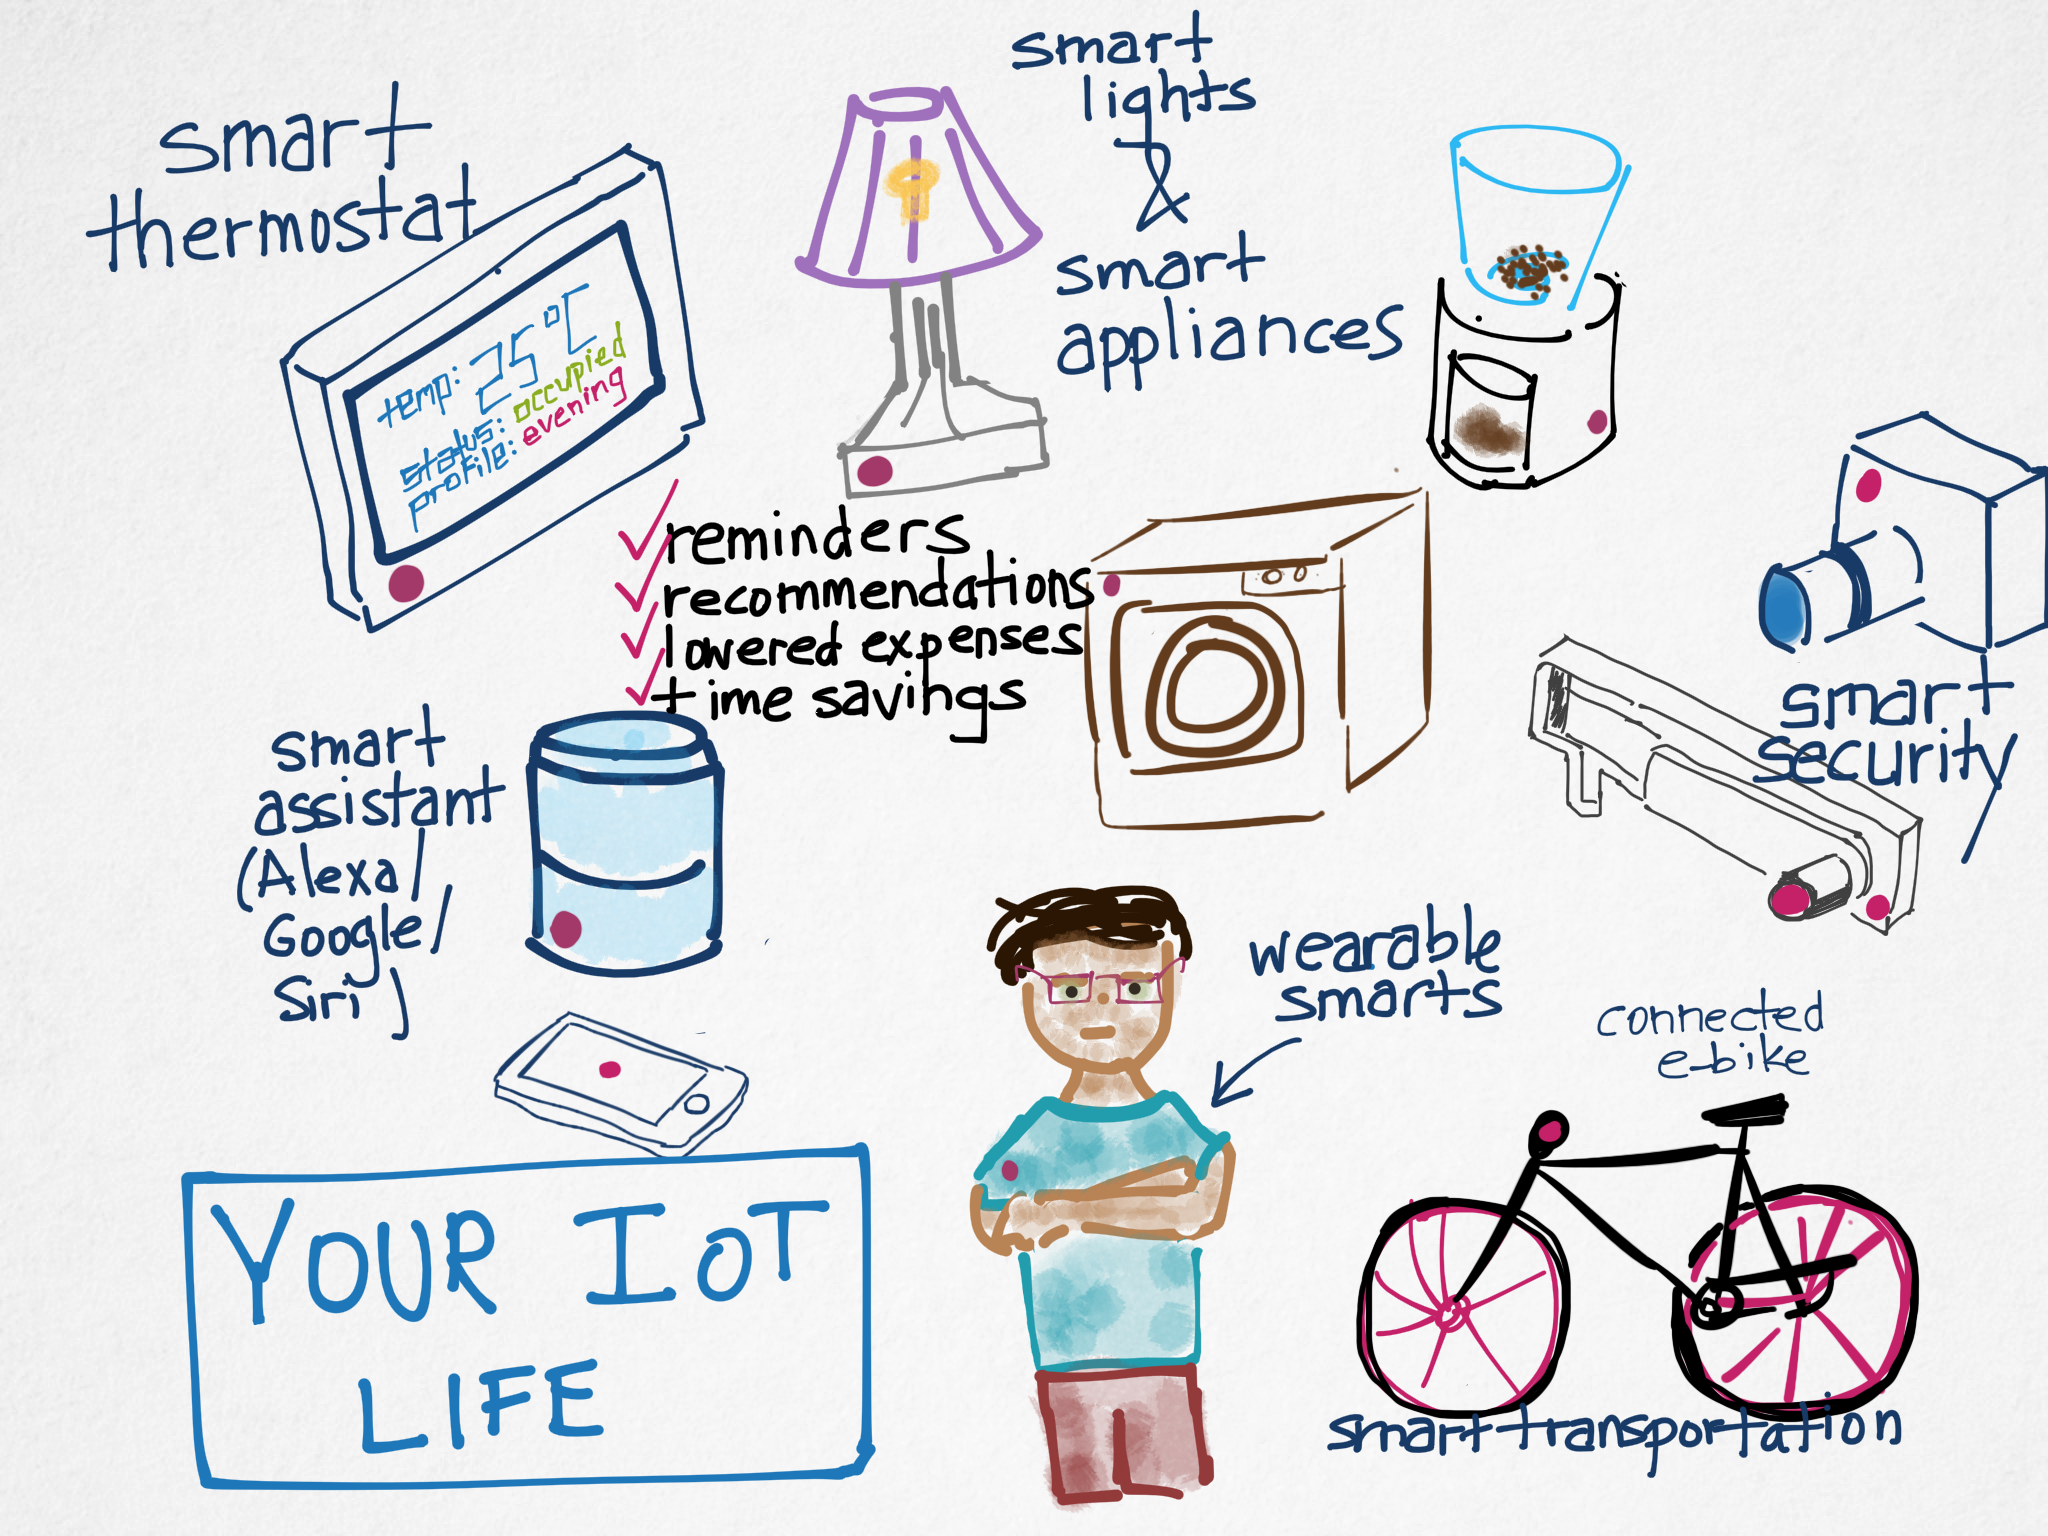 smart
thermostat
temp: 25°C
status: occupied
profile: evening
smart
lights
&
smart
appliances
reminders
recommendations
lowered expenses
time savings
smart
security
smart
assistant
(Alexa/
Google/
Siri)
wearable
smarts
connected
e-bike
smart transportation
YOUR IoT
LIFE